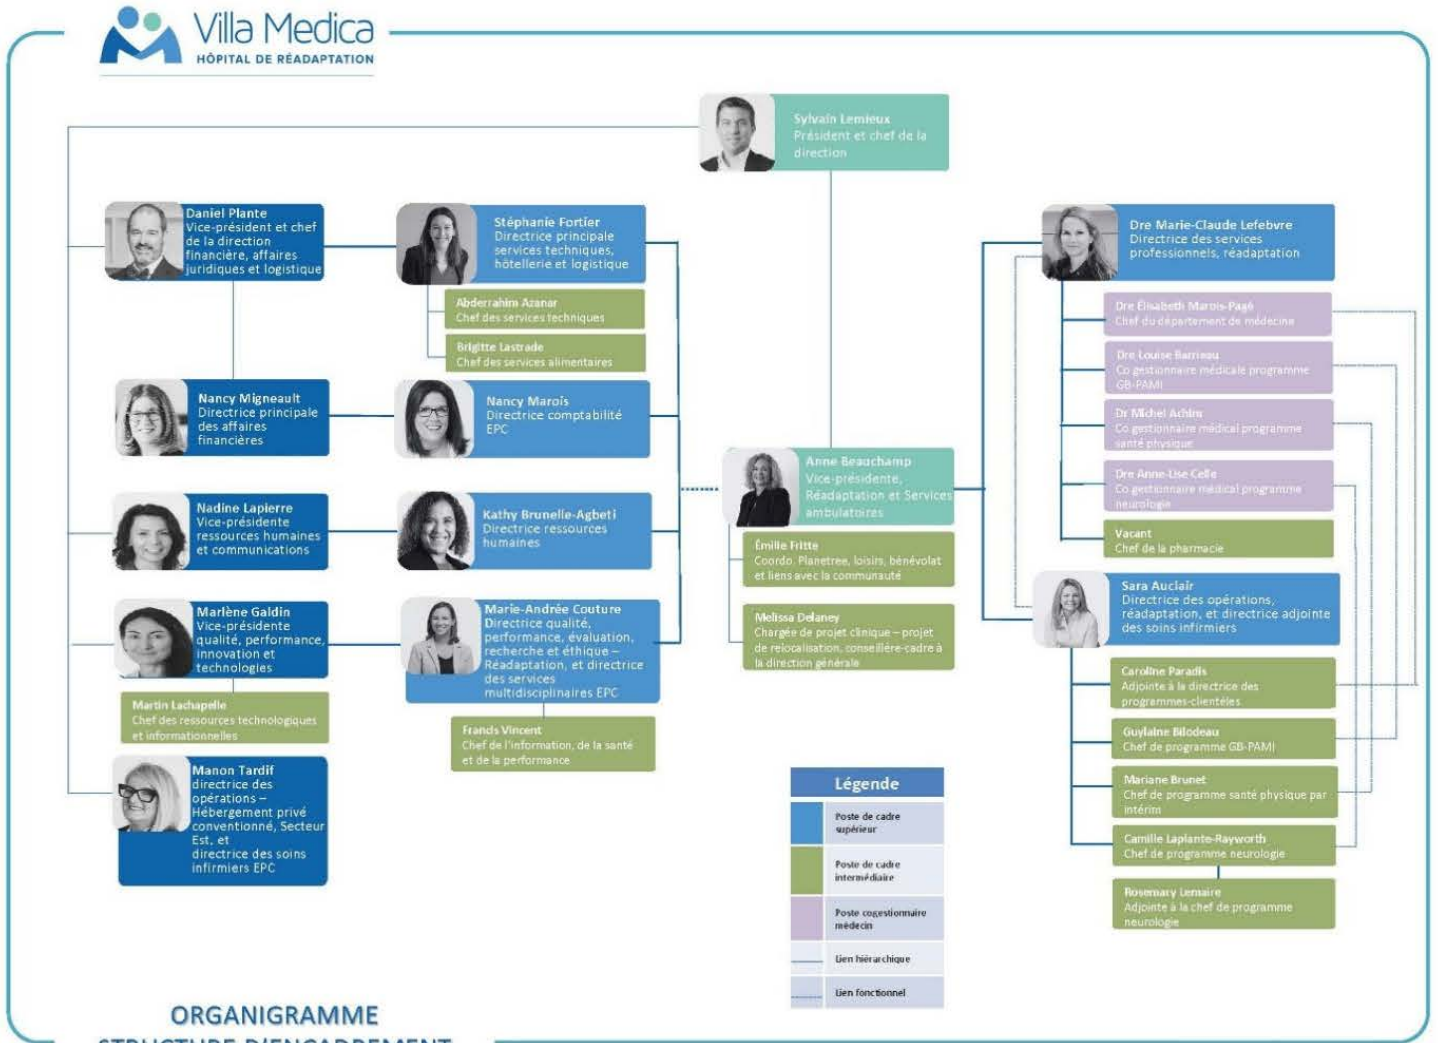 Villa Medica
HÔPITAL DE RÉADAPTATION
Sylvain Lemieux
Président et chef de la
direction
Daniel Plante
Vice-président et chef
de la direction
financière, affaires
juridiques et logistique
Stéphanie Fortier
Directrice principale
services techniques,
hôtellerie et logistique
Abderrahim Azanar
Chef des services techniques
Brigitte Lastrade
Chef des services alimentaires
Nancy Migneault
Directrice principale
des affaires
financières
Nancy Marois
Directrice comptabilité
EPC
Nadine Lapierre
Vice-présidente
ressources humaines
et communications
Kathy Brunelle-Agbeti
Directrice ressources
humaines
Marlène Galdin
Vice-présidente
qualité, performance,
innovation et
technologies
Martin Lachapelle
Chef des ressources technologiques
et informationnelles
Marie-Andrée Couture
Directrice qualité,
performance, évaluation,
recherche et éthique –
Réadaptation, et directrice
des services
multidisciplinaires EPC
Francis Vincent
Chef de l'information, de la santé
et de la performance
Manon Tardif
directrice des
opérations –
Hébergement privé
conventionné, Secteur
Est, et
directrice des soins
infirmiers EPC
Anne Beauchamp
Vice-présidente,
Réadaptation et Services
ambulatoires
Émilie Fritte
Coordo. Planetree, loisirs, bénévolat
et liens avec la communauté
Melissa Delaney
Chargée de projet clinique – projet
de relocalisation, conseillère-cadre à
la direction générale
Dre Marie-Claude Lefebvre
Directrice des services
professionnels, réadaptation
Dre Élisabeth Marois-Pagé
Chef du département de médecine
Dre Louise Barrieau
Co gestionnaire médicale programme
GB-PAMI
Dr Michel Achim
Co gestionnaire médical programme
santé physique
Dre Anne-Lise Celle
Co gestionnaire médical programme
neurologie
Vacant
Chef de la pharmacie
Sara Auclair
Directrice des opérations,
réadaptation, et directrice adjointe
des soins infirmiers
Caroline Paradis
Adjointe à la directrice des
programmes-clientèles
Guylaine Bilodeau
Chef de programme GB-PAMI
Mariane Brunet
Chef de programme santé physique par
intérim
Camille Laplante-Rayworth
Chef de programme neurologie
Rosemary Lemaire
Adjointe à la chef de programme
neurologie
Légende
Poste de cadre
supérieur
Poste de cadre
intermédiaire
Poste cogestionnaire
médecin
Lien hiérarchique
Lien fonctionnel
ORGANIGRAMME
STRUCTURE D'ENCADREMENT